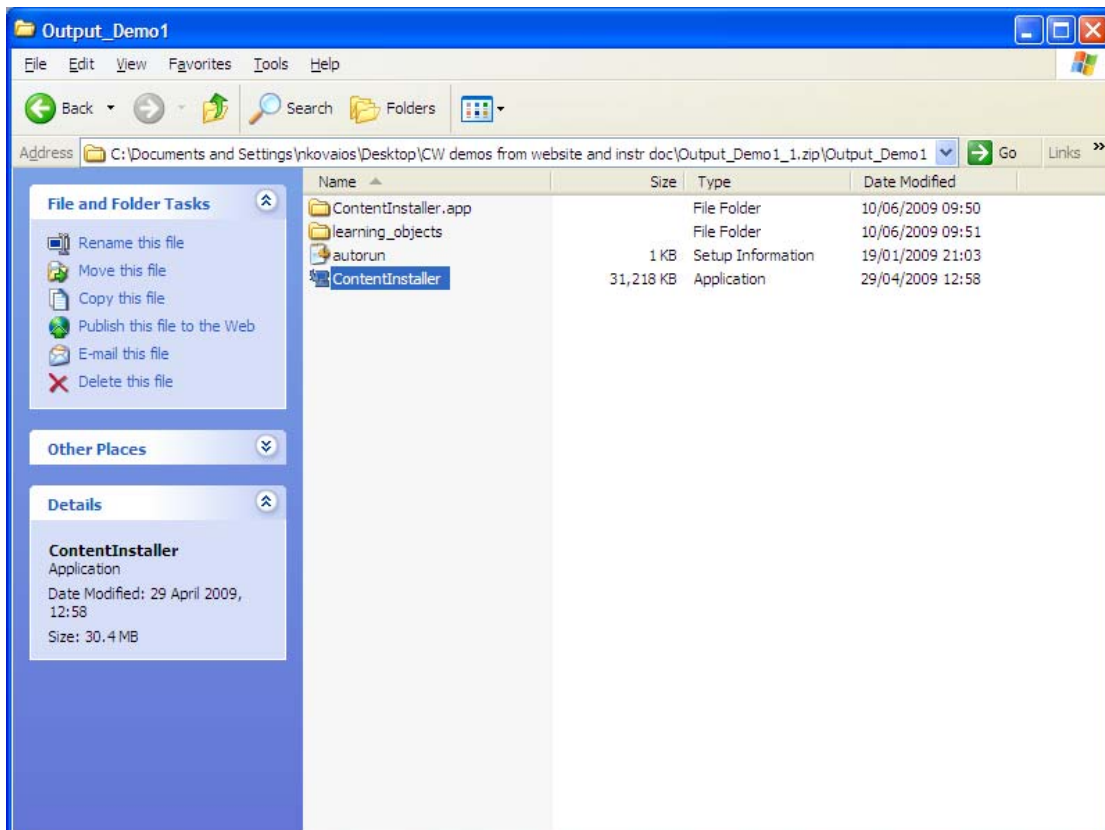 Output_Demo1
File Edit View Favorites Tools Help
Back Search Folders
Address C:\Documents and Settings\nkovaios\Desktop\CW demos from website and instr doc\Output_Demo1_1.zip\Output_Demo1 Go Links »
Name Size Type Date Modified
File and Folder Tasks
Rename this file
Move this file
Copy this file
Publish this file to the Web
E-mail this file
Delete this file
Other Places
Details
ContentInstaller
Application
Date Modified: 29 April 2009,
12:58
Size: 30.4 MB
ContentInstaller.app File Folder 10/06/2009 09:50
learning_objects File Folder 10/06/2009 09:51
autorun 1 KB Setup Information 19/01/2009 21:03
ContentInstaller 31,218 KB Application 29/04/2009 12:58